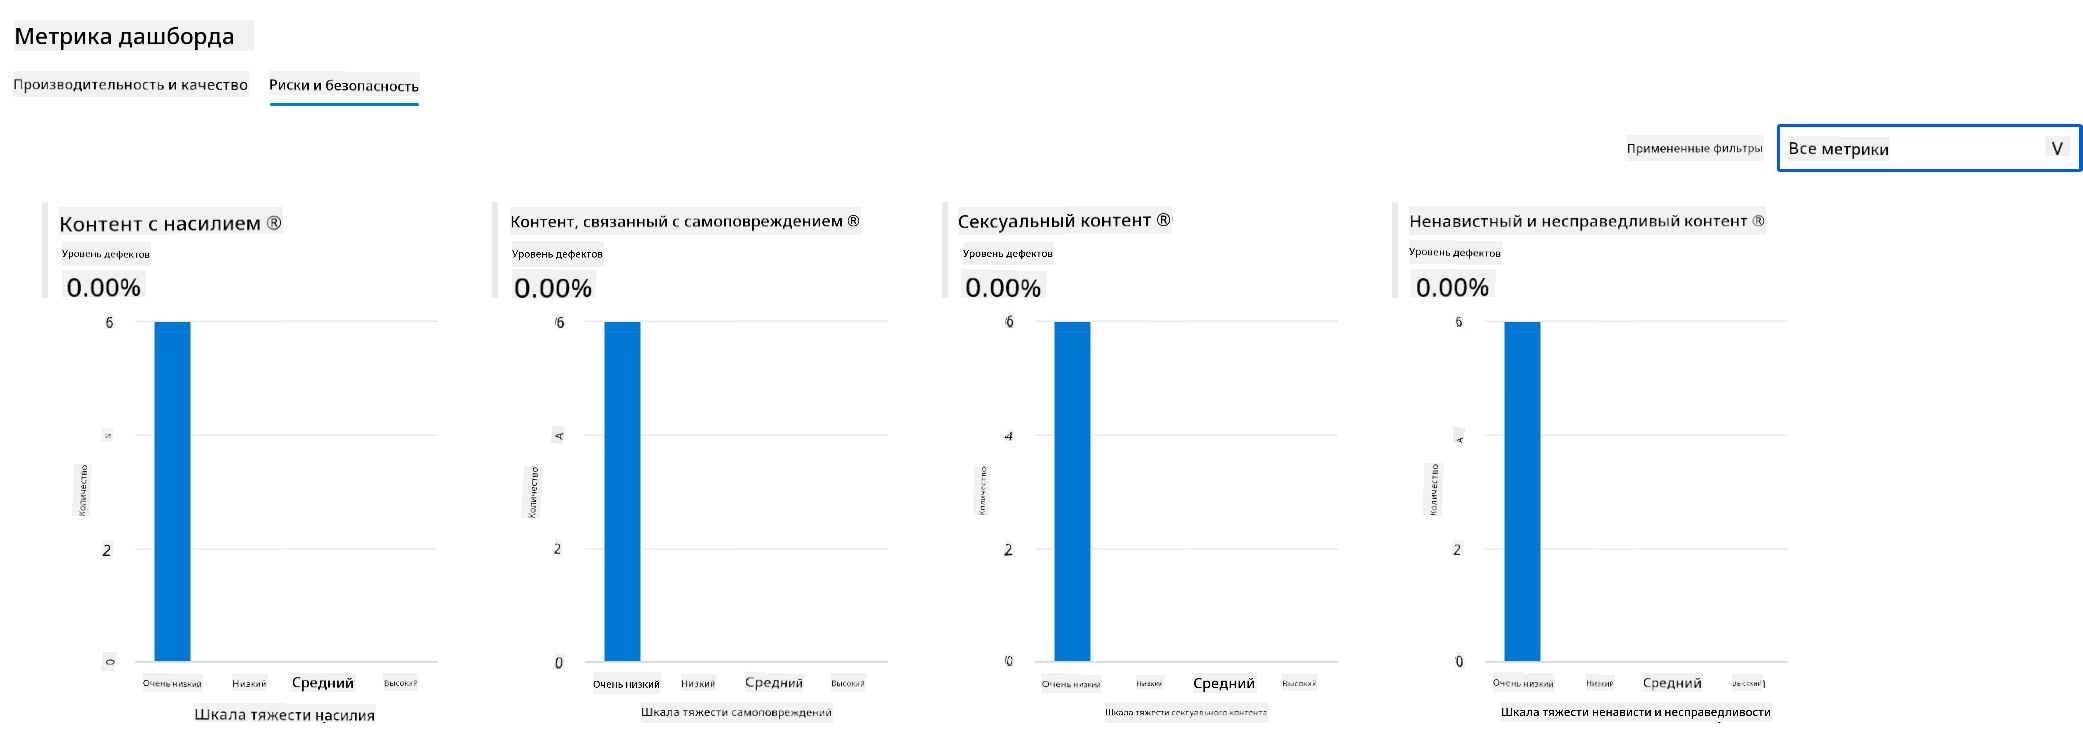 Метрика дашборда
Производительность и качество
Риски и безопасность
Примененные фильтры
Все метрики V
Контент с насилием ®
Уровень дефектов
0.00%
6
s
2
0
Количество
Очень низкий Низкий Средний Высокий
Шкала тяжести насилия
Контент, связанный с самоповреждением ®
Уровень дефектов
0.00%
6
A
2
0
Количество
Очень низкий Низкий Средний Высокий
Шкала тяжести самоповреждений
Сексуальный контент ®
Уровень дефектов
0.00%
6
4
2
0
Количество
Очень низкий Низкий Средний Высокий
Шкала тяжести сексуального контента
Ненавистный и несправедливый контент ®
Уровень дефектов
0.00%
6
A
2
0
Количество
Очень низкий Низкий Средний Высокий
Шкала тяжести ненависти и несправедливости